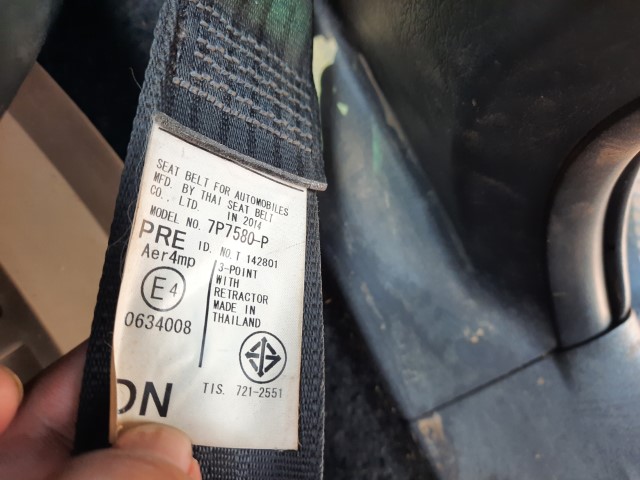 SEAT BELT FOR AUTOMOBILES
MFD. BY THAI SEAT BELT
CO., LTD. IN 2014
MODEL NO. 7P7580-P
PRE ID. NO. T 142801
Aer4mp
E4
0634008
3-POINT
WITH
RETRACTOR
MADE IN
THAILAND
TIS. 721-2551